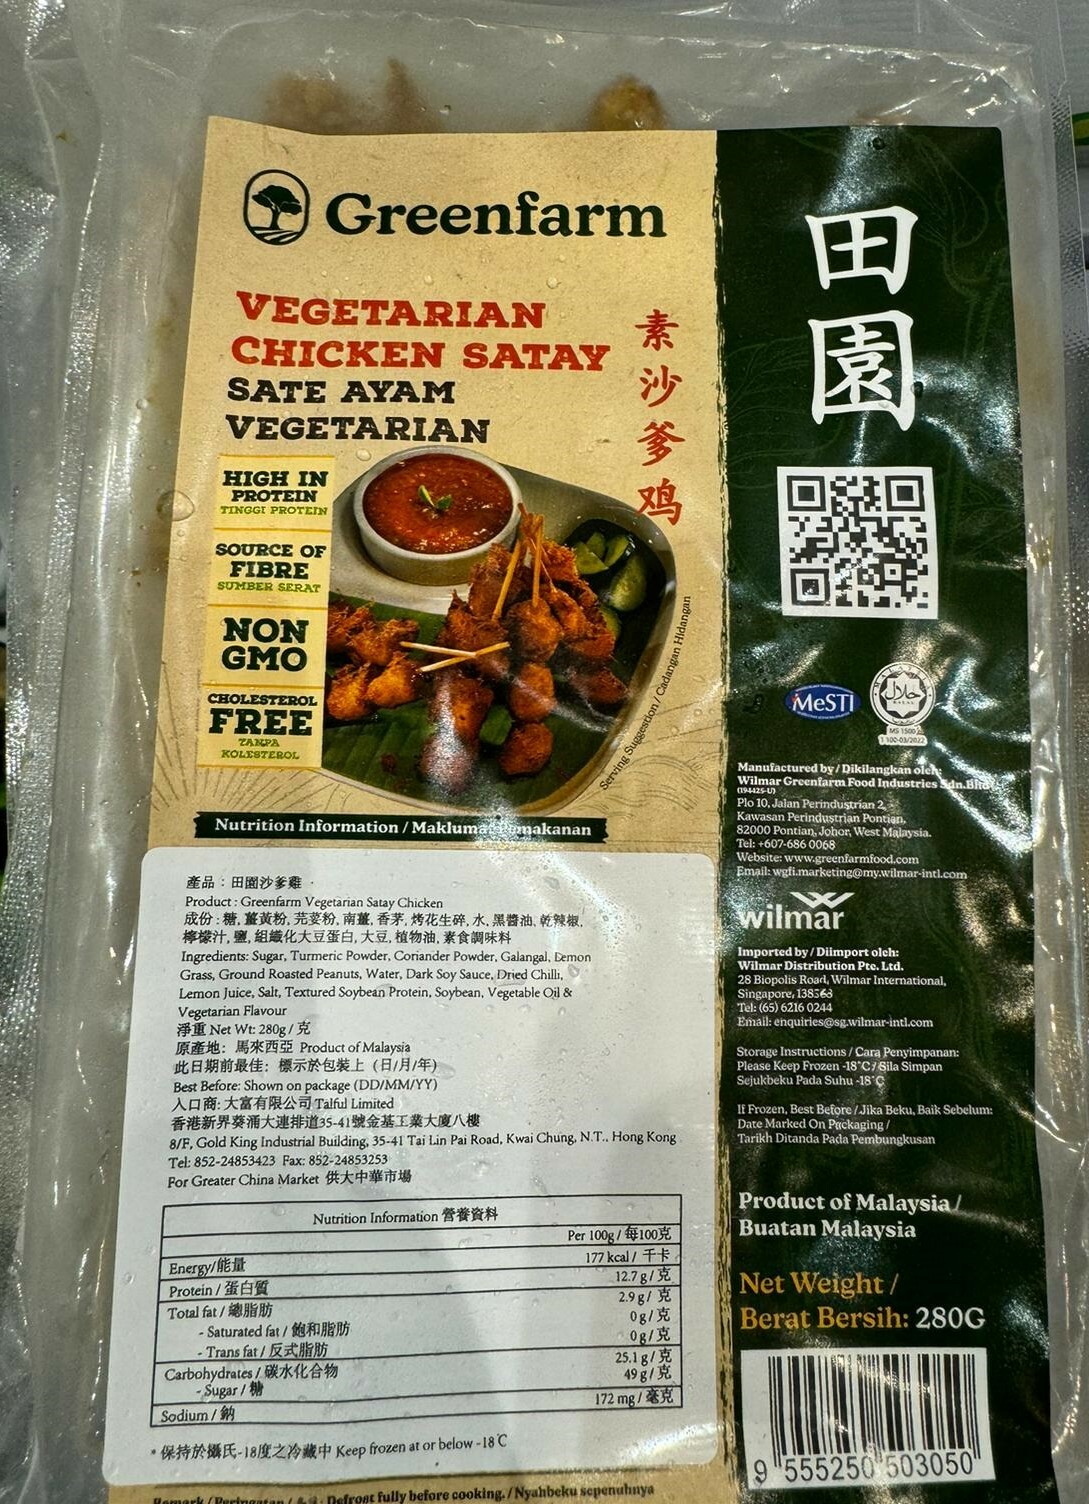 Greenfarm
VEGETARIAN
CHICKEN SATAY
SATE AYAM
VEGETARIAN
素沙爹鸡
HIGH IN
PROTEIN
TINGGI PROTEIN
SOURCE OF
FIBRE
SUMBER SERAT
NON
GMO
CHOLESTEROL
FREE
TANPA
KOLESTEROL
Serving Suggestion / Cadangan Hidangan
Nutrition Information / Pemakanan
產品：田園沙爹雞
Product : Greenfarm Vegetarian Satay Chicken
成份 : 糖, 薑黃粉, 芫荽粉, 南薑, 香茅, 烤花生碎, 水, 黑醬油, 乾辣椒,
檸檬汁, 鹽, 組織化大豆蛋白, 大豆, 植物油, 素食調味料
Ingredients: Sugar, Turmeric Powder, Coriander Powder, Galangal, Lemon
Grass, Ground Roasted Peanuts, Water, Dark Soy Sauce, Dried Chilli,
Lemon Juice, Salt, Textured Soybean Protein, Soybean, Vegetable Oil &
Vegetarian Flavour
淨重 Net Wt: 280g / 克
原產地： 馬來西亞 Product of Malaysia
此日期前最佳：標示於包裝上（日/月/年）
Best Before: Shown on package (DD/MM/YY)
入口商: 大富有限公司 Taiful Limited
香港新界葵涌大連排道35-41號金基工業大廈八樓
8/F, Gold King Industrial Building, 35-41 Tai Lin Pai Road, Kwai Chung, N.T., Hong Kong
Tel: 852-24853423 Fax: 852-24853253
For Greater China Market 供大中華市場
Nutrition Information 營養資料
Per 100g / 每100克
Energy/能量 177 kcal / 千卡
Protein / 蛋白質 12.7 g / 克
Total fat / 總脂肪 2.9 g / 克
- Saturated fat / 飽和脂肪 0 g / 克
- Trans fat / 反式脂肪 0 g / 克
Carbohydrates / 碳水化合物 25.1 g / 克
- Sugar / 糖 49 g / 克
Sodium / 鈉 172 mg / 毫克
* 保持於攝氏-18度之冷藏中 Keep frozen at or below -18°C
Defrost fully before cooking. / Nyahbeku sepenuhnya
田園
MeSTI
حلال
HALAL
MS 1500
1 100-03/2022
Manufactured by / Dikilangkan oleh:
Wilmar Greenfarm Food Industries Sdn.Bhd
(194425-U)
Plo 10, Jalan Perindustrian 2,
Kawasan Perindustrian Pontian,
82000 Pontian, Johor, West Malaysia.
Tel: +607-686 0068
Website: www.greenfarmfood.com
Email: wgfi.marketing@my.wilmar-intl.com
wilmar
Imported by / Diimport oleh:
Wilmar Distribution Pte. Ltd.
28 Biopolis Road, Wilmar International,
Singapore, 138568
Tel: (65) 6216 0244
Email: enquiries@sg.wilmar-intl.com
Storage Instructions / Cara Penyimpanan:
Please Keep Frozen -18°C / Sila Simpan
Sejukbeku Pada Suhu -18°C
If Frozen, Best Before / Jika Beku, Baik Sebelum:
Date Marked On Packaging /
Tarikh Ditanda Pada Pembungkusan
Product of Malaysia /
Buatan Malaysia
Net Weight /
Berat Bersih: 280G
9 555250 503050